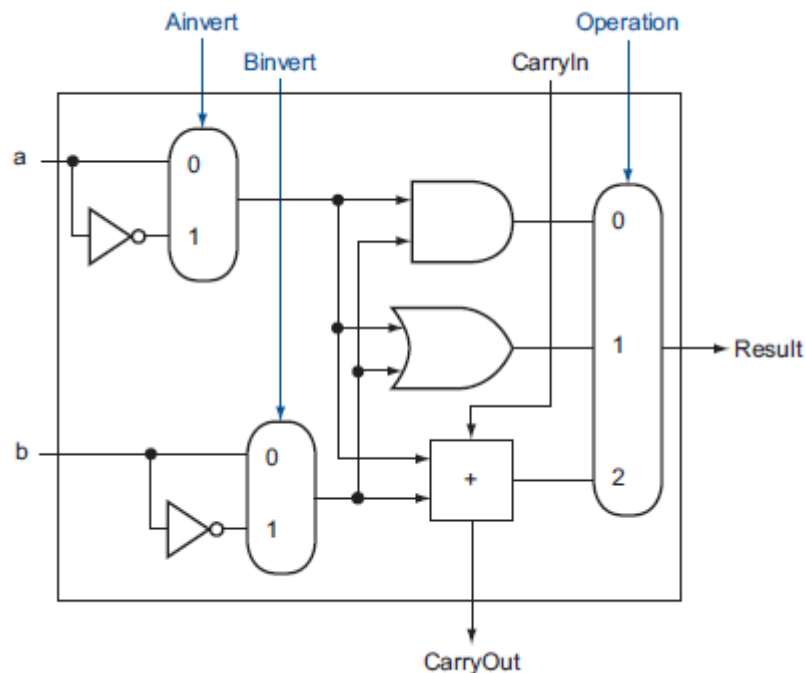 Ainvert
Operation
Binvert
CarryIn
a
0
1
0
1
Result
b
0
1
+
2
CarryOut